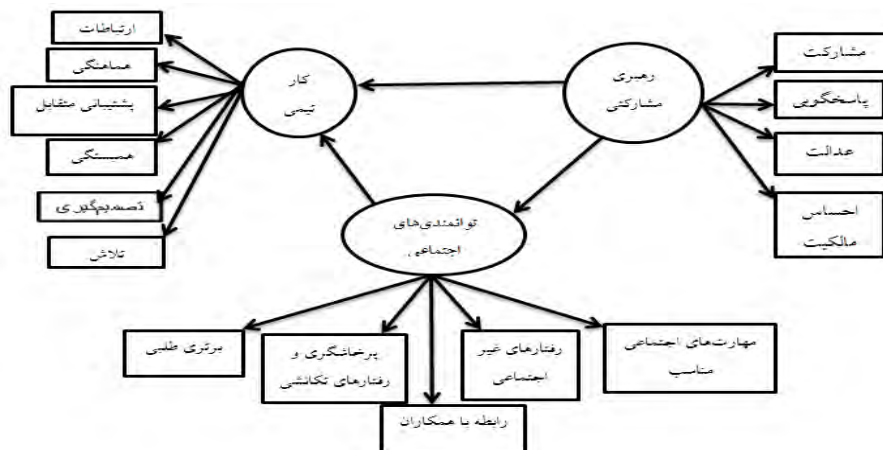 مشارکت
پاسخگویی
عدالت
احساس
مالکیت
رهبری
مشارکتی
کار
تیمی
ارتباطات
هماهنگی
پشتیبانی متقابل
همبستگی
تصمیم‌گیری
تلاش
توانمندی‌های
اجتماعی
مهارت‌های اجتماعی
مناسب
رفتارهای غیر
اجتماعی
رابطه با همکاران
پرخاشگری و
رفتارهای تکانشی
برتری طلبی